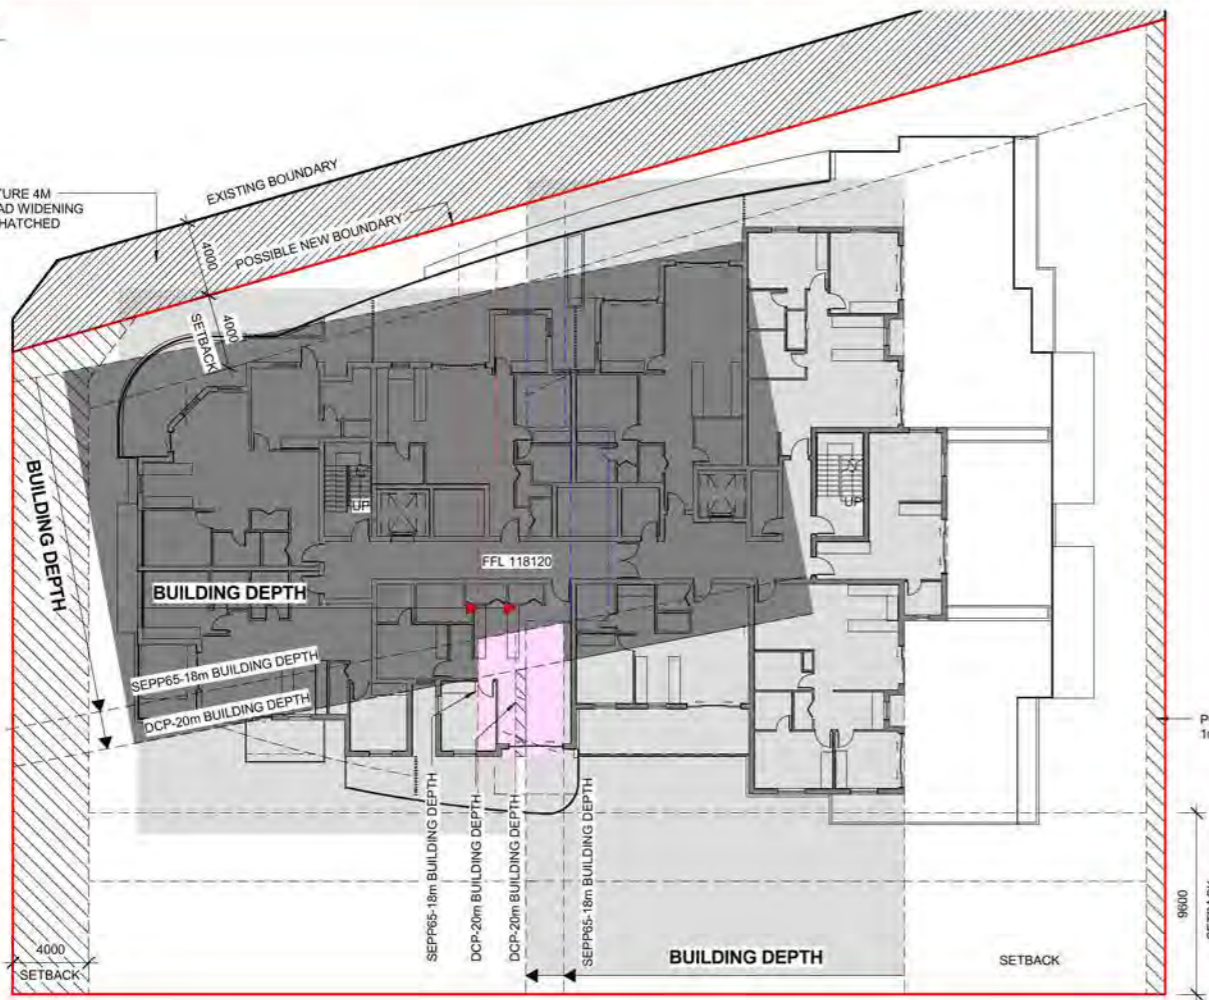 EXISTING BOUNDARY
AD WIDENING
HATCHED
4000
POSSIBLE NEW BOUNDARY
4000
SETBACK
BUILDING DEPTH
UP
UP
FFL 118120
BUILDING DEPTH
SEPP65-18m BUILDING DEPTH
DCP-20m BUILDING DEPTH
SEPP65-18m BUILDING DEPTH
DCP-20m BUILDING DEPTH
DCP-20m BUILDING DEPTH
SEPP65-18m BUILDING DEPTH
9600
4000
SETBACK
BUILDING DEPTH
SETBACK